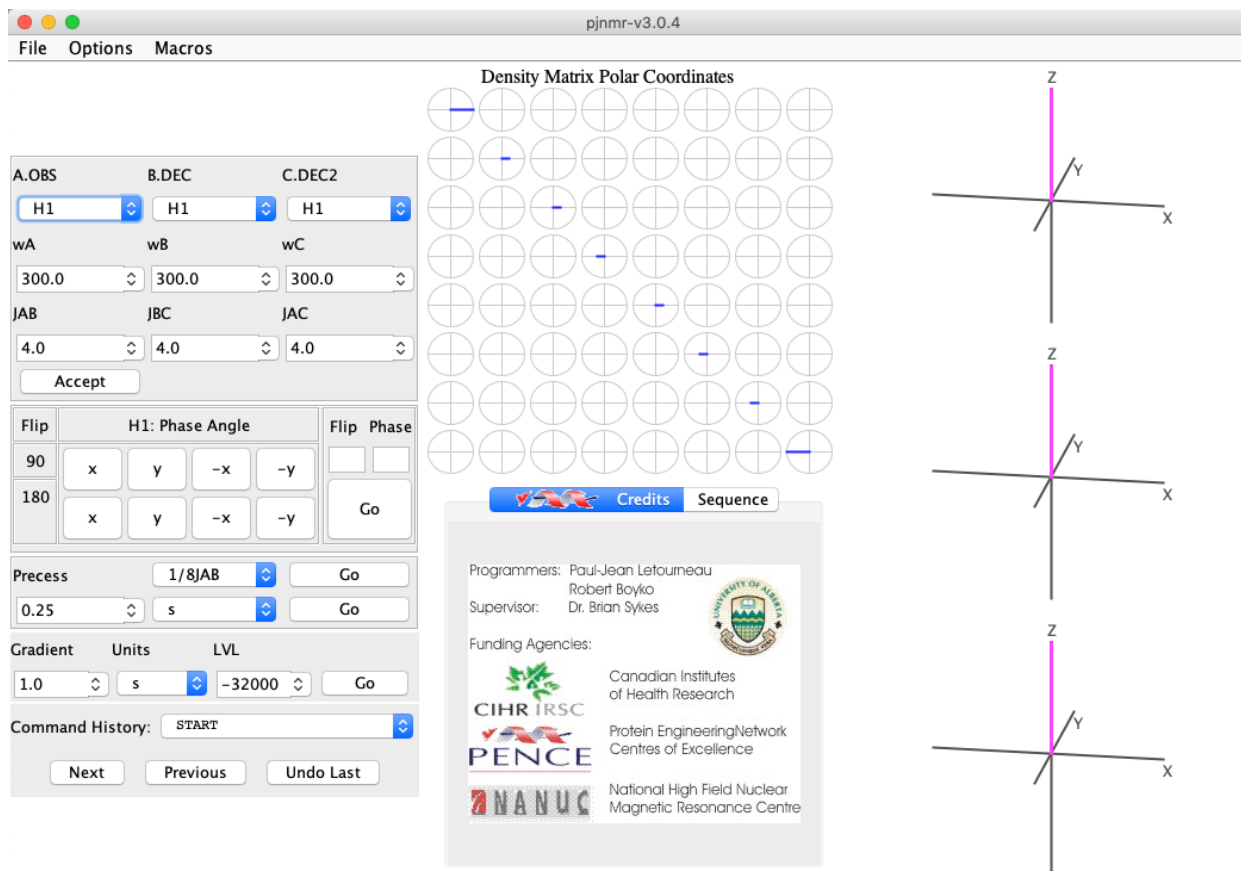 pjnmr-v3.0.4
File Options Macros
Density Matrix Polar Coordinates
A.OBS B.DEC C.DEC2
H1 H1 H1
wA wB wC
300.0 300.0 300.0
JAB JBC JAC
4.0 4.0 4.0
Accept
Flip H1: Phase Angle Flip Phase
90 x y -x -y
180 x y -x -y Go
Precess 1/8JAB Go
0.25 s Go
Gradient Units LVL
1.0 s -32000 Go
Command History: START
Next Previous Undo Last
Credits Sequence
Programmers: Paul-Jean Letourneau
Robert Boyko
Supervisor: Dr. Brian Sykes
UNIVERSITY OF ALBERTA
Funding Agencies:
CIHR IRSC
Canadian Institutes
of Health Research
PENCE
Protein EngineeringNetwork
Centres of Excellence
NANUC
National High Field Nuclear
Magnetic Resonance Centre
Z
Y
X
Z
Y
X
Z
Y
X